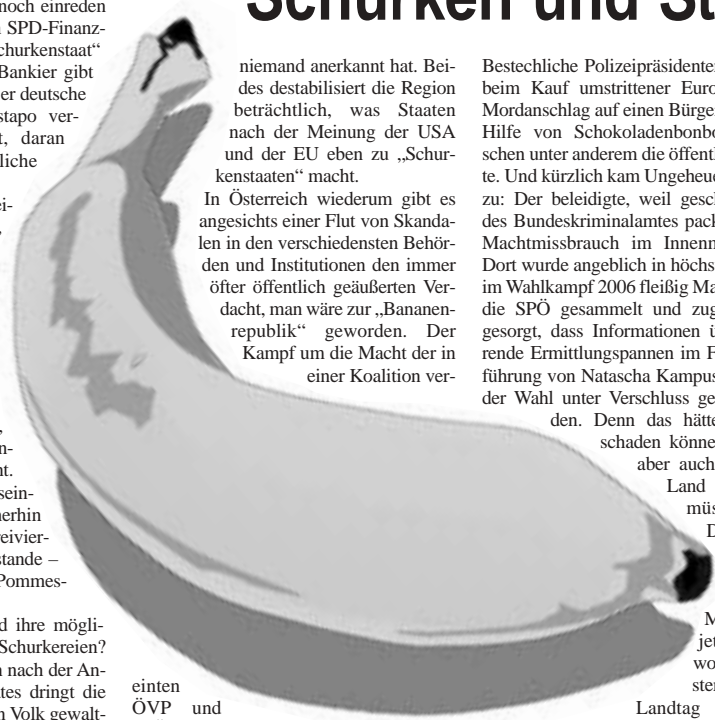 Schurken und St
noch einreden
SPD-Finanz-
churkenstaat“
Bankier gibt
er deutsche
stapo ver-
t, daran
liche
ei-
n-
nt.
sein-
nerhin
reivier-
stande –
Pommes-
d ihre mögli-
Schurkereien?
n nach der An-
tes dringt die
n Volk gewalt-
niemand anerkannt hat. Bei-
des destabilisiert die Region
beträchtlich, was Staaten
nach der Meinung der USA
und der EU eben zu „Schur-
kenstaaten“ macht.
In Österreich wiederum gibt es
angesichts einer Flut von Skanda-
len in den verschiedensten Behör-
den und Institutionen den immer
öfter öffentlich geäußerten Ver-
dacht, man wäre zur „Bananen-
republik“ geworden. Der
Kampf um die Macht der in
einer Koalition ver-
einten
ÖVP und
Bestechliche Polizeipräsidenten
beim Kauf umstrittener Euro
Mordanschlag auf einen Bürge
Hilfe von Schokoladenbonbo
schen unter anderem die öffentl
te. Und kürzlich kam Ungeheue
zu: Der beleidigte, weil gesch
des Bundeskriminalamtes pack
Machtmissbrauch im Innenm
Dort wurde angeblich in höchs
im Wahlkampf 2006 fleißig Ma
die SPÖ gesammelt und zug
gesorgt, dass Informationen ü
rende Ermittlungspannen im F
führung von Natascha Kampus
der Wahl unter Verschluss ge
den. Denn das hätte
schaden könne
aber auch
Land
müs
D
M
jet
wo
ster
Landtag